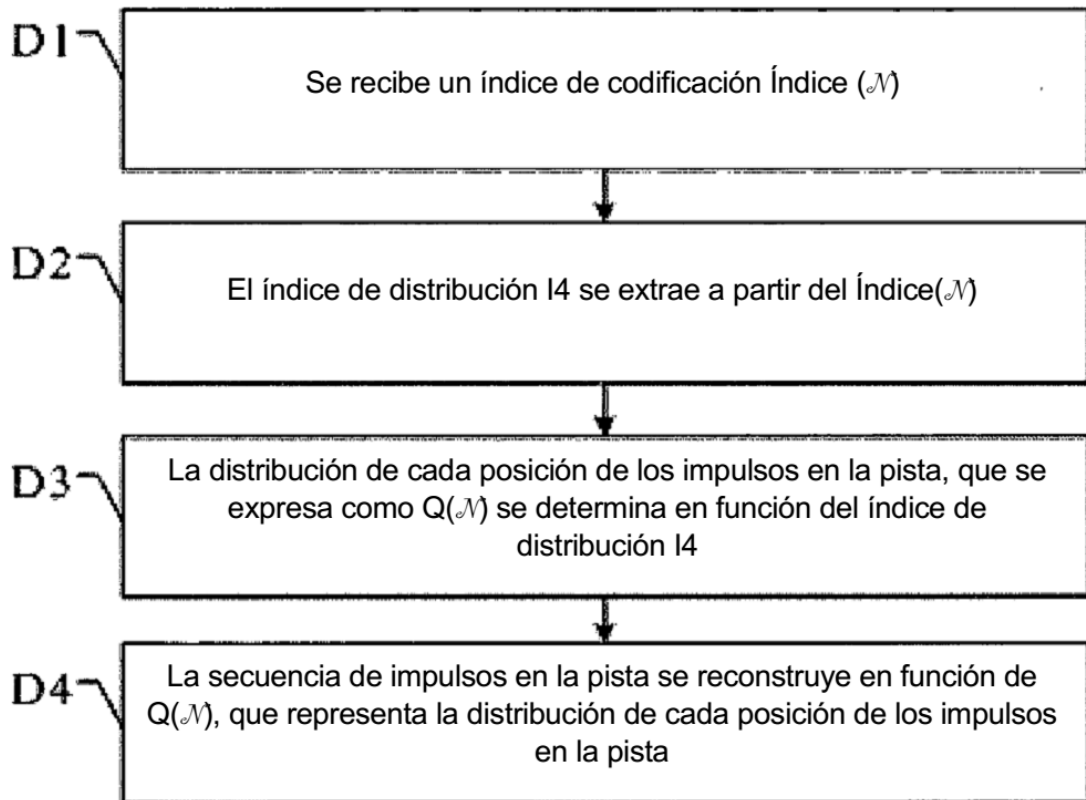 D1
Se recibe un índice de codificación Índice (𝒩)
D2
El índice de distribución I4 se extrae a partir del Índice(𝒩)
D3
La distribución de cada posición de los impulsos en la pista, que se
expresa como Q(𝒩) se determina en función del índice de
distribución I4
D4
La secuencia de impulsos en la pista se reconstruye en función de
Q(𝒩), que representa la distribución de cada posición de los impulsos
en la pista